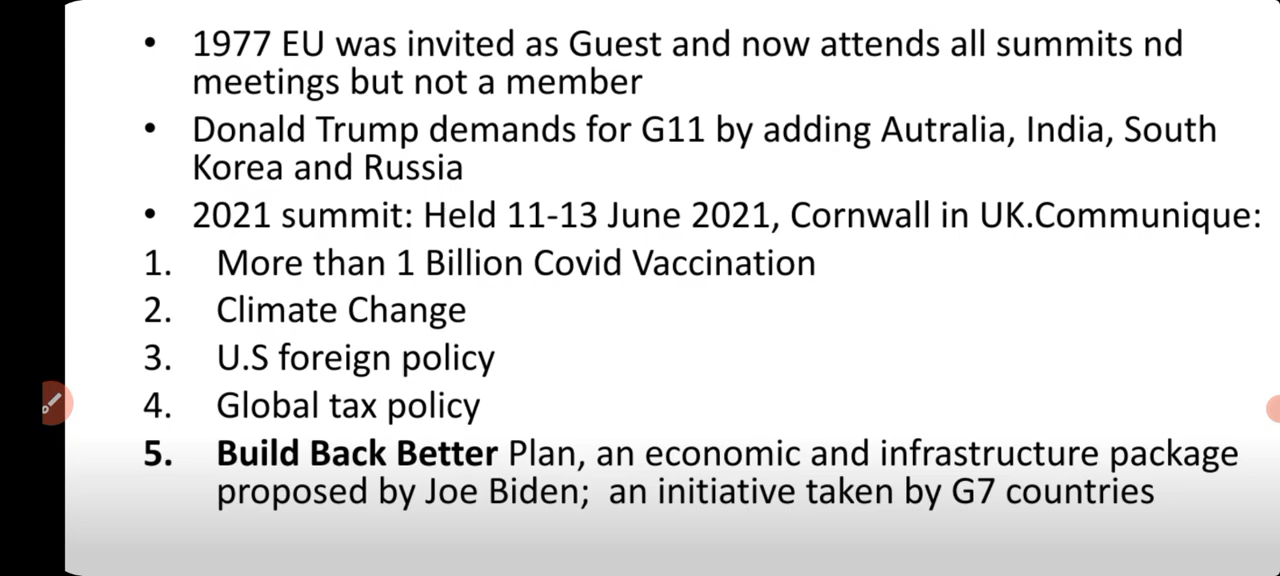 • 1977 EU was invited as Guest and now attends all summits nd
meetings but not a member
• Donald Trump demands for G11 by adding Autralia, India, South
Korea and Russia
• 2021 summit: Held 11-13 June 2021, Cornwall in UK.Communique:
1. More than 1 Billion Covid Vaccination
2. Climate Change
3. U.S foreign policy
4. Global tax policy
5. Build Back Better Plan, an economic and infrastructure package
proposed by Joe Biden;  an initiative taken by G7 countries